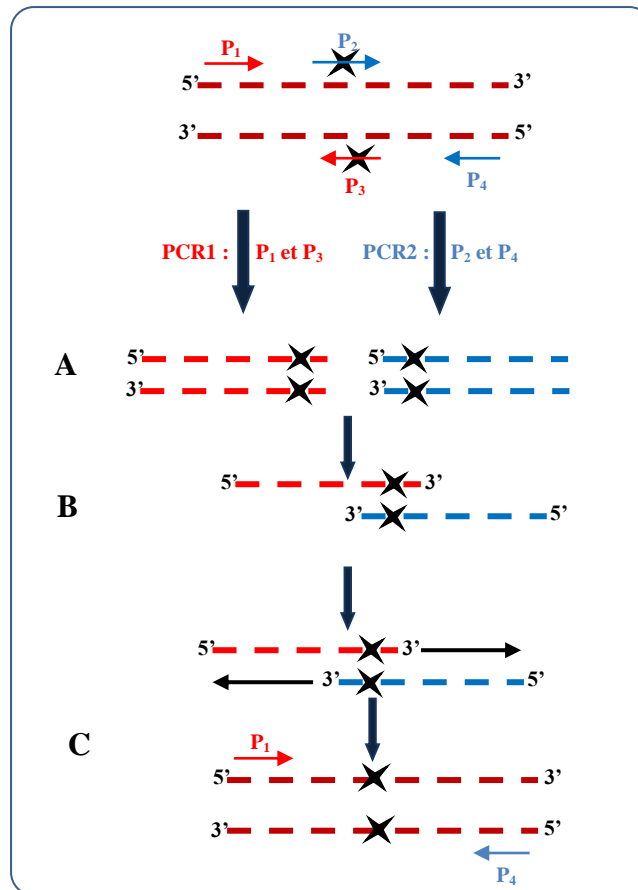 P1 P2
5’ 3’
3’ 5’
P3 P4
PCR1 : P1 et P3 PCR2 : P2 et P4
A 5’ 5’
3’ 3’
5’ 3’
B 3’ 5’
5’ 3’
3’ 5’
C P1
5’ 3’
3’ 5’
P4